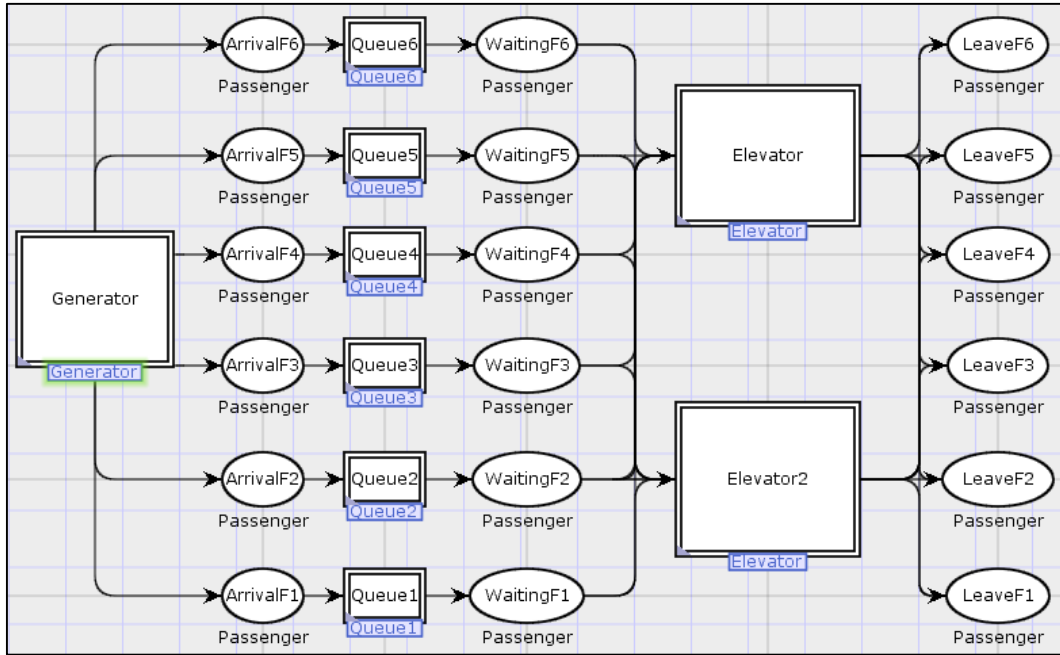 ArrivalF6
Queue6
WaitingF6
LeaveF6
Passenger
Queue6
Passenger
Passenger
ArrivalF5
Queue5
WaitingF5
Elevator
LeaveF5
Passenger
Queue5
Passenger
Passenger
Elevator
ArrivalF4
Queue4
WaitingF4
LeaveF4
Passenger
Queue4
Passenger
Passenger
Generator
Generator
ArrivalF3
Queue3
WaitingF3
LeaveF3
Passenger
Queue3
Passenger
Passenger
ArrivalF2
Queue2
WaitingF2
Elevator2
LeaveF2
Passenger
Queue2
Passenger
Passenger
Elevator
ArrivalF1
Queue1
WaitingF1
LeaveF1
Passenger
Queue1
Passenger
Passenger